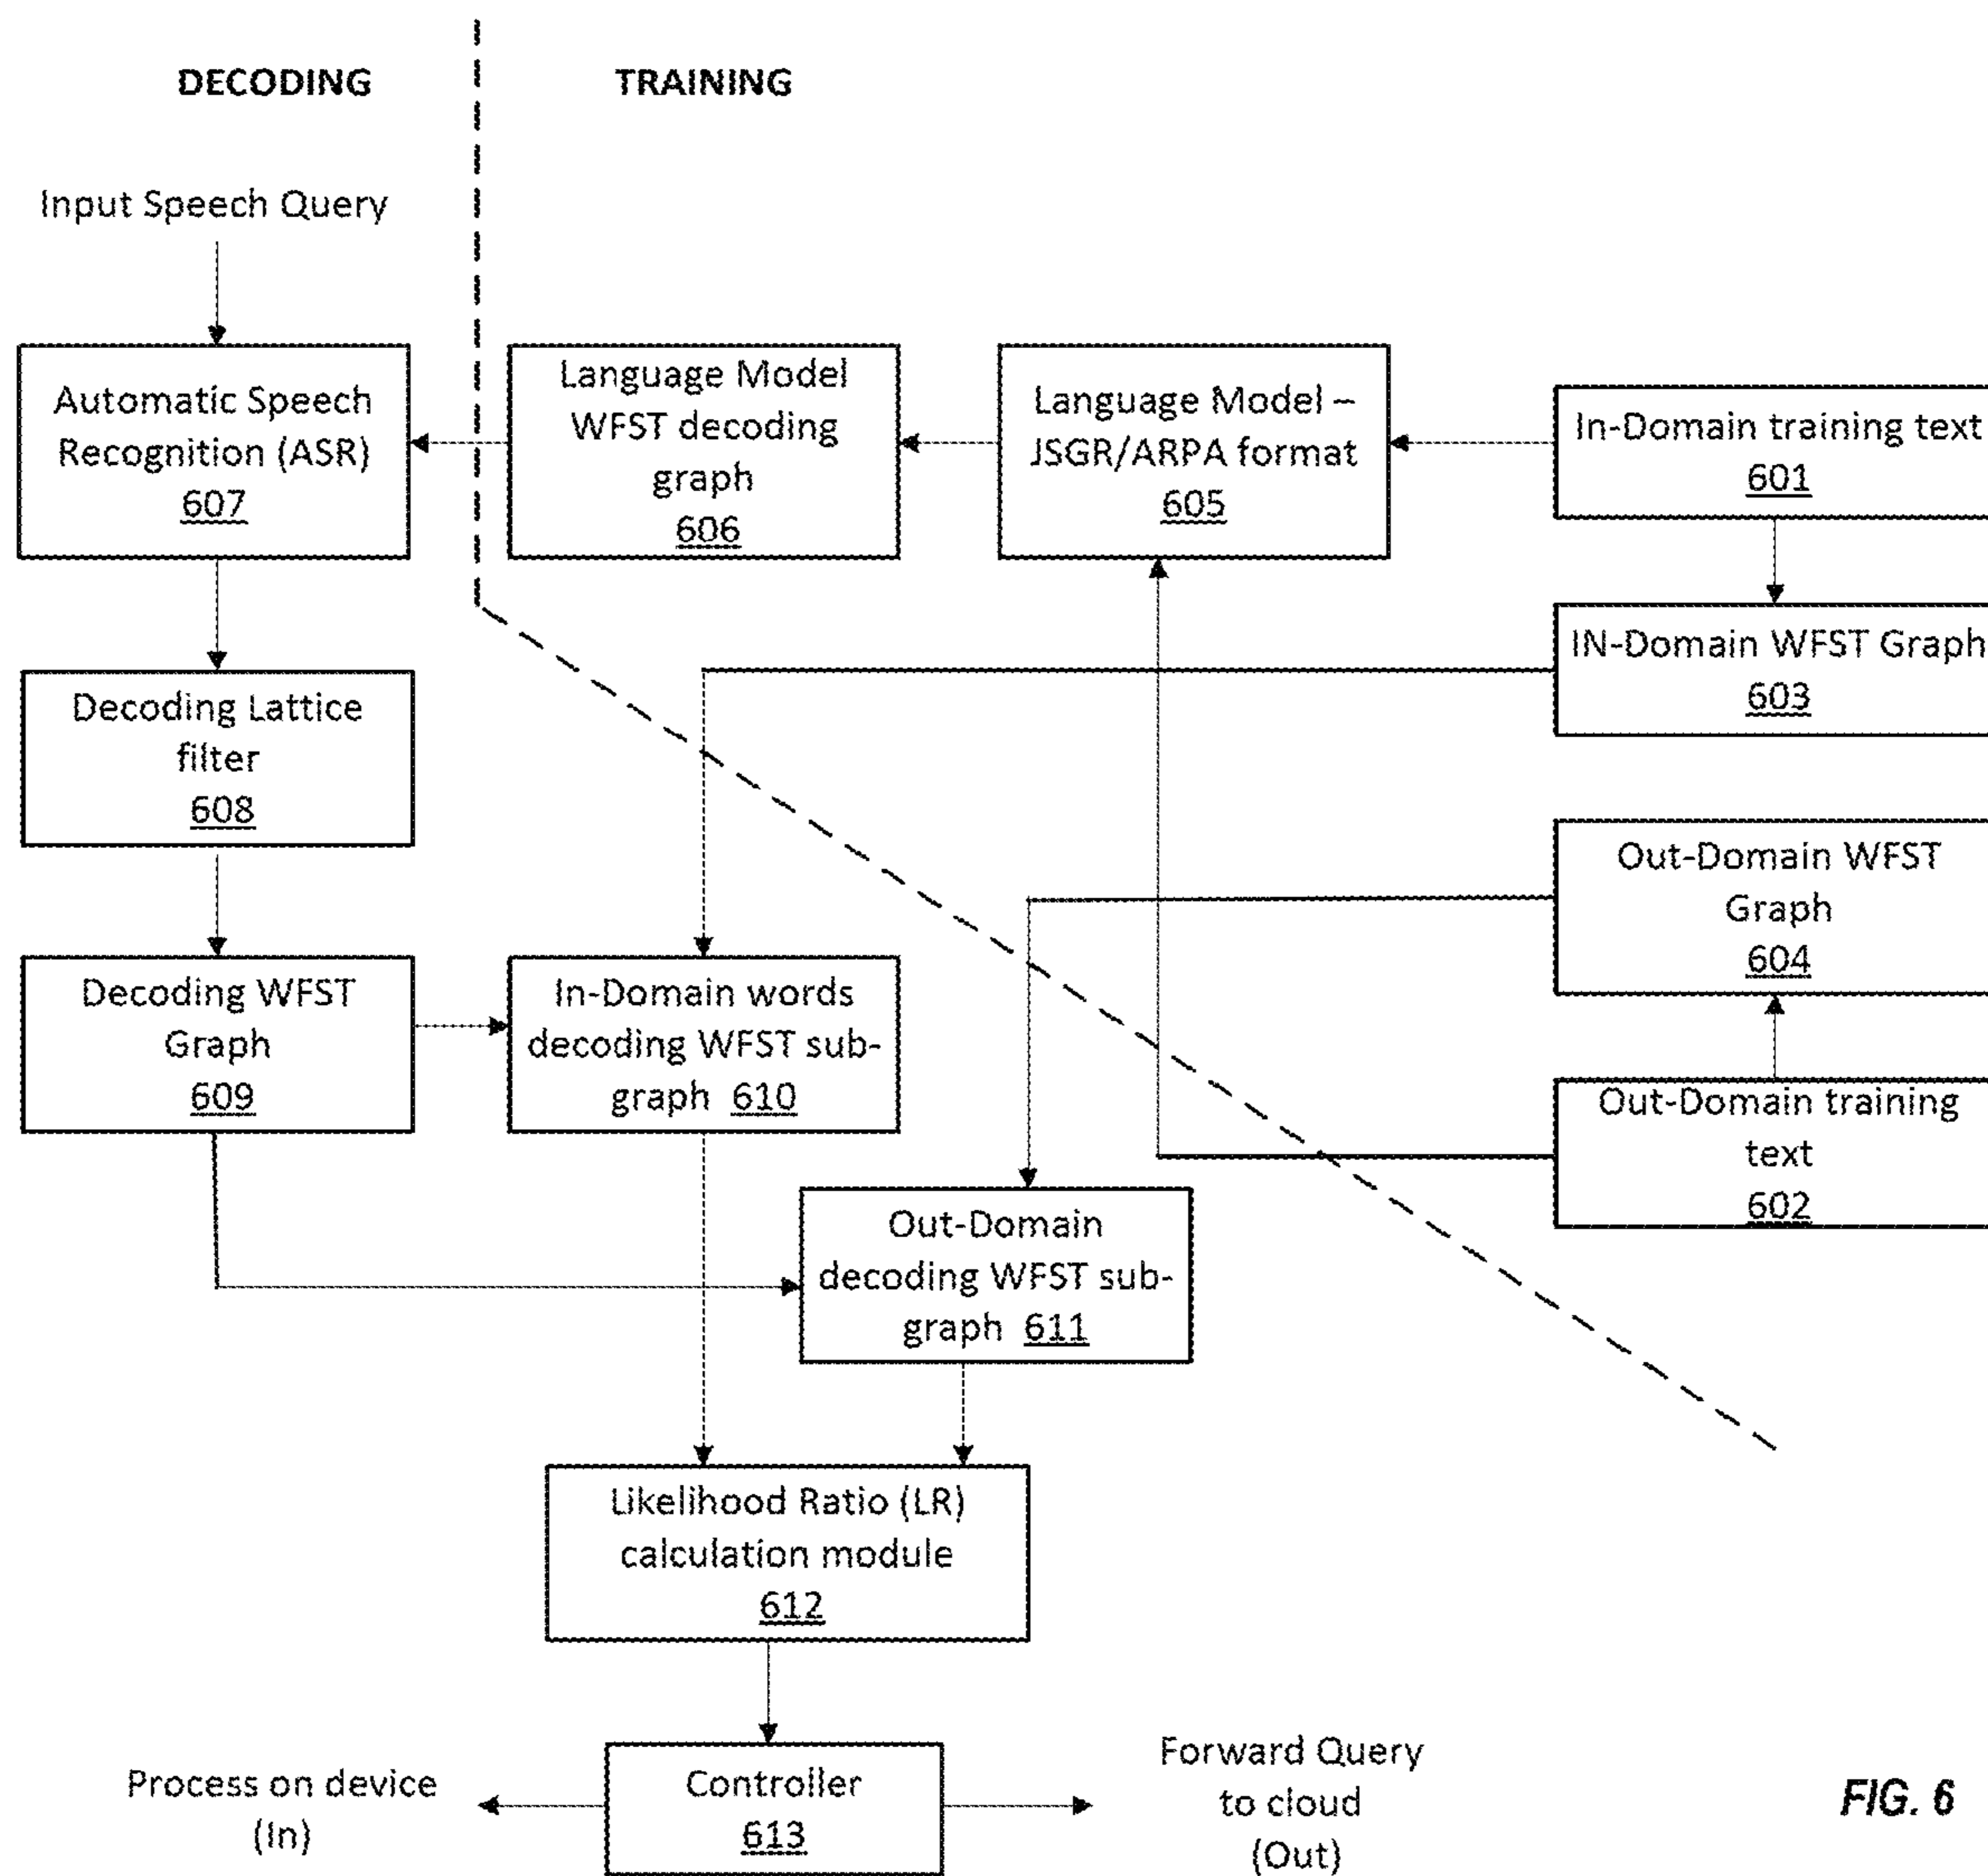 DECODING
TRAINING
Input Speech Query
Automatic Speech
Recognition (ASR)
607
Language Model
WFST decoding
graph
606
Language Model –
JSGR/ARPA format
605
In-Domain training text
601
IN-Domain WFST Graph
603
Decoding Lattice
filter
608
Out-Domain WFST
Graph
604
Decoding WFST
Graph
609
In-Domain words
decoding WFST sub-
graph 610
Out-Domain training
text
602
Out-Domain
decoding WFST sub-
graph 611
Likelihood Ratio (LR)
calculation module
612
Process on device
(In)
Controller
613
Forward Query
to cloud
(Out)
FIG. 6